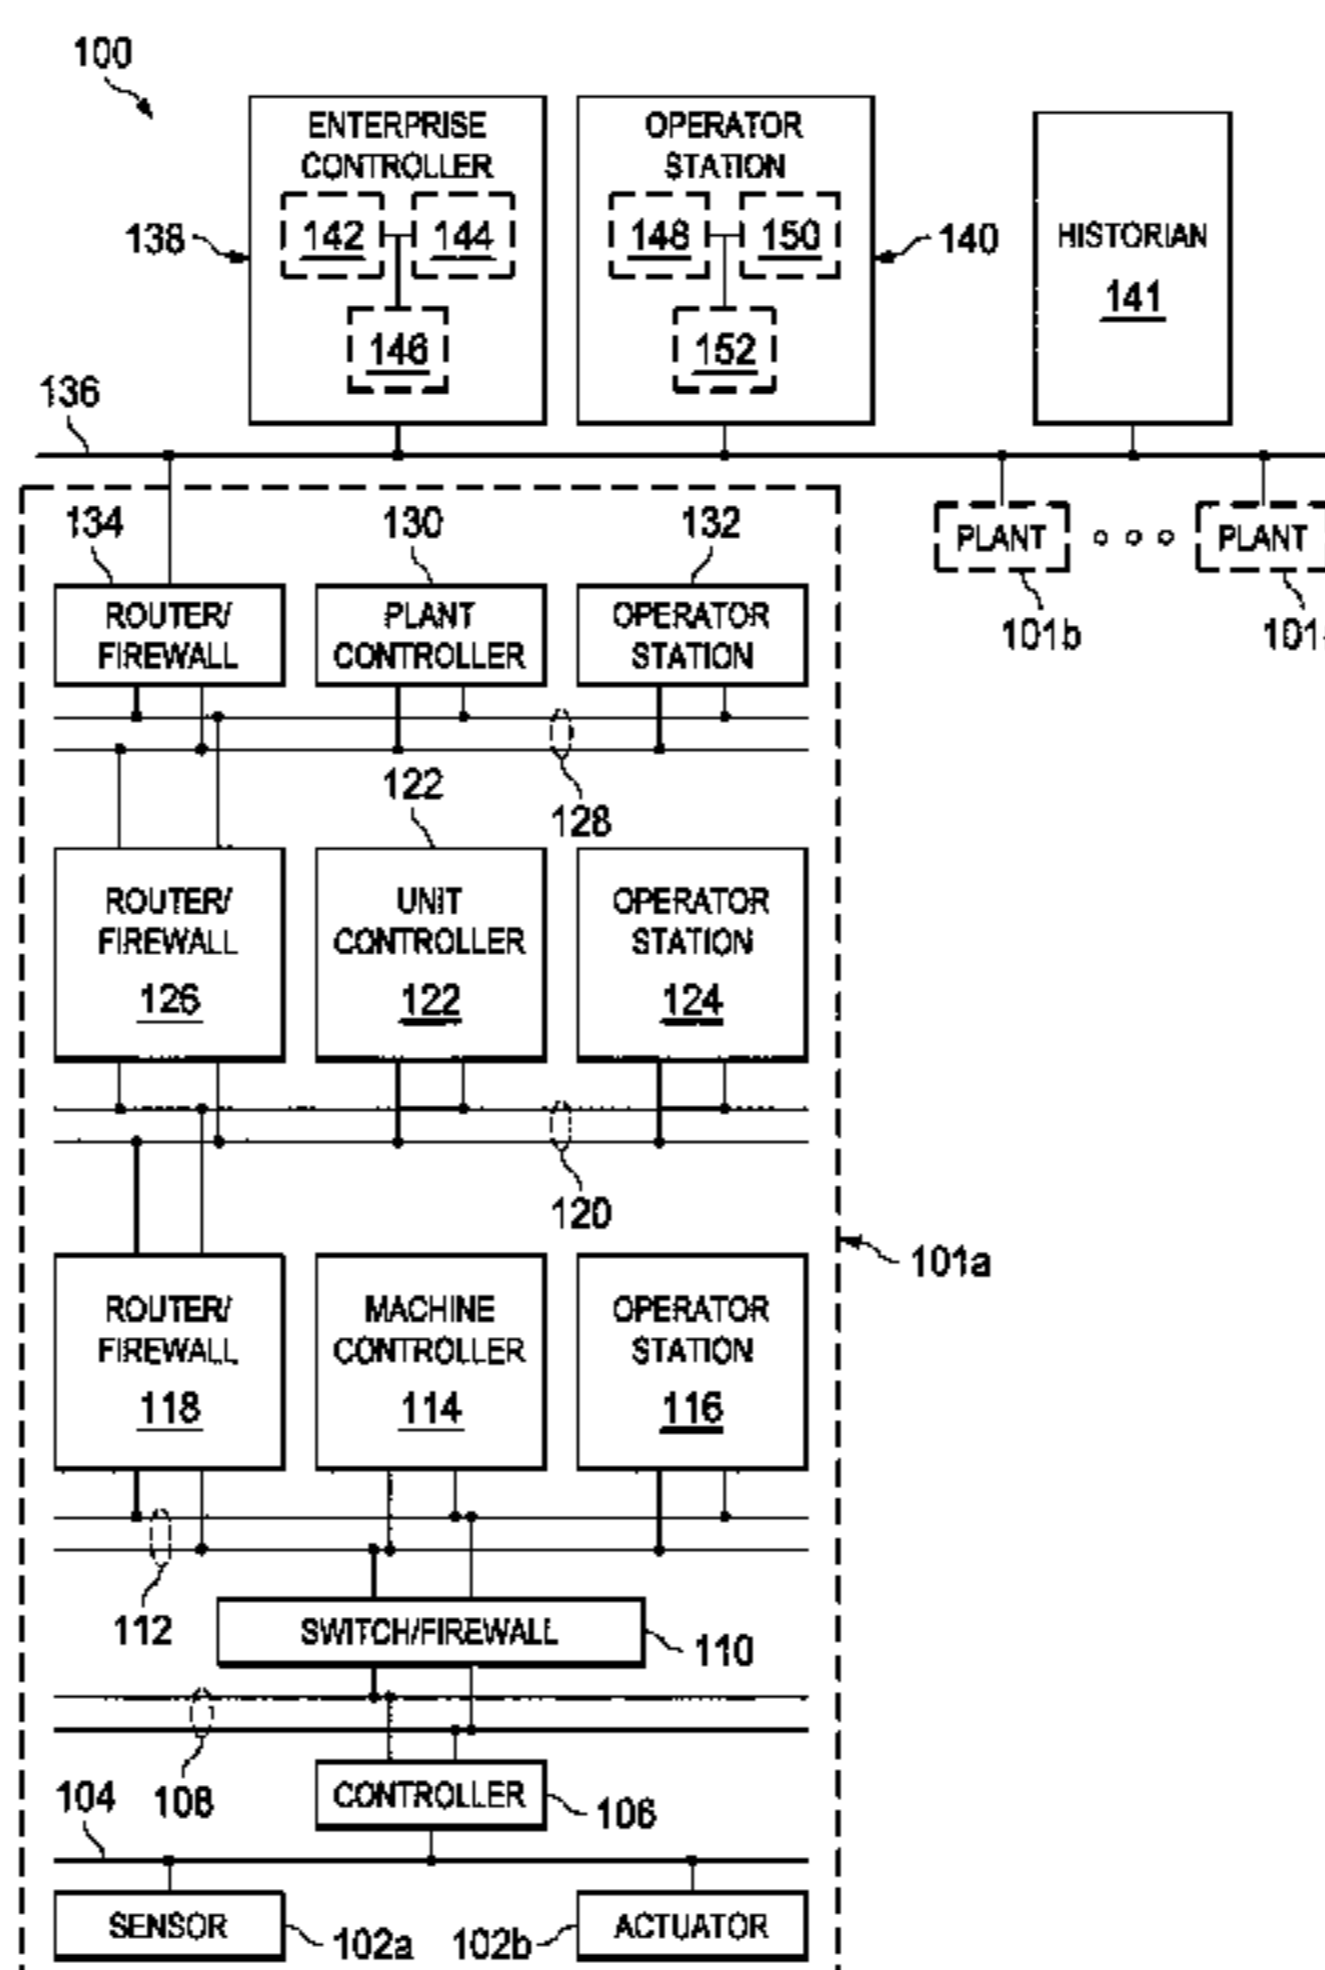 100
ENTERPRISE
CONTROLLER
142
144
146
138
OPERATOR
STATION
148
150
152
140
HISTORIAN
141
136
134
130
132
ROUTER/
FIREWALL
PLANT
CONTROLLER
OPERATOR
STATION
PLANT
PLANT
101b
101
122
128
ROUTER/
FIREWALL
126
UNIT
CONTROLLER
122
OPERATOR
STATION
124
120
101a
ROUTER/
FIREWALL
118
MACHINE
CONTROLLER
114
OPERATOR
STATION
116
112
SWITCH/FIREWALL
110
104
108
CONTROLLER
106
SENSOR
102a
102b
ACTUATOR